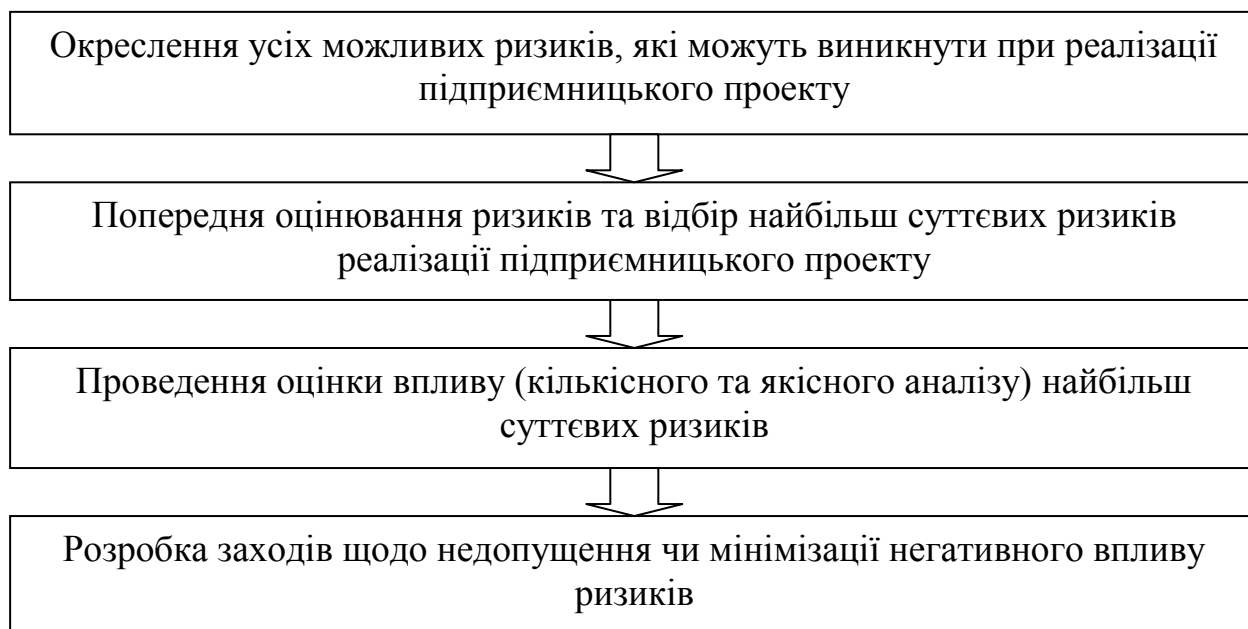 Окреслення усіх можливих ризиків, які можуть виникнути при реалізації
підприємницького проекту
Попередня оцінювання ризиків та відбір найбільш суттєвих ризиків
реалізації підприємницького проекту
Проведення оцінки впливу (кількісного та якісного аналізу) найбільш
суттєвих ризиків
Розробка заходів щодо недопущення чи мінімізації негативного впливу
ризиків